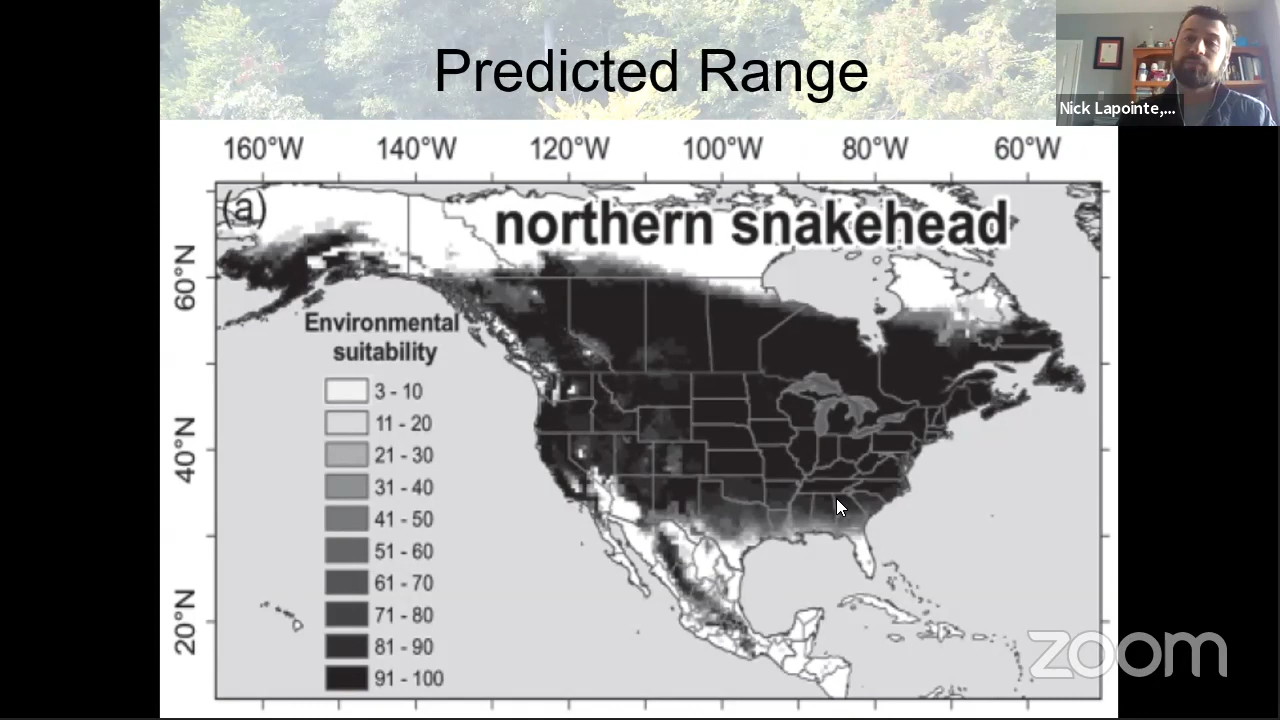 Predicted Range
Nick Lapointe,...
160°W 140°W 120°W 100°W 80°W 60°W
(a)
northern snakehead
60°N
40°N
20°N
Environmental
suitability
3 - 10
11 - 20
21 - 30
31 - 40
41 - 50
51 - 60
61 - 70
71 - 80
81 - 90
91 - 100
zoom